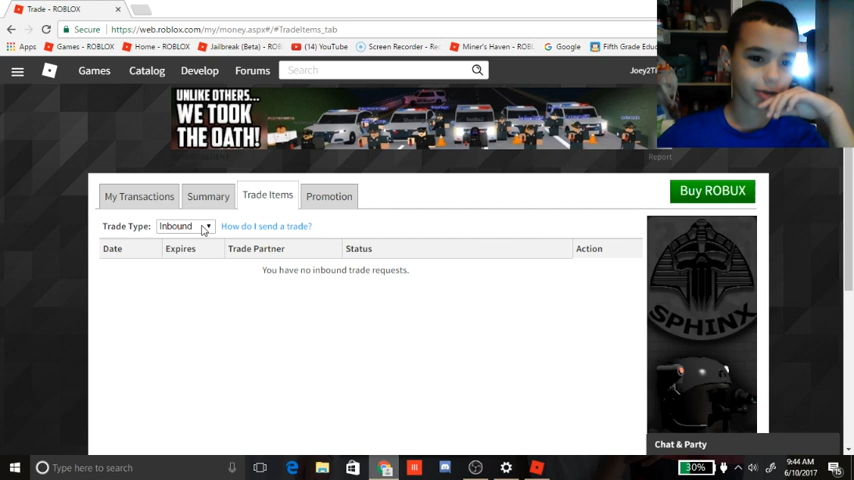 Trade - ROBLOX
Secure https://web.roblox.com/my/money.aspx#/#TradeItems_tab
Apps Games - ROBLOX Home - ROBLOX Jailbreak (Beta) - RO (14) YouTube Screen Recorder - Re Miner's Haven - ROB Google Fifth Grade Educ
Games Catalog Develop Forums Search Joey2Ti
UNLIKE OTHERS...
WE TOOK
THE OATH!
Report
My Transactions Summary Trade Items Promotion Buy ROBUX
Trade Type: Inbound How do I send a trade?
Date Expires Trade Partner Status Action
You have no inbound trade requests.
SPHINX
Chat & Party
Type here to search 30% 9:44 AM
6/10/2017 15